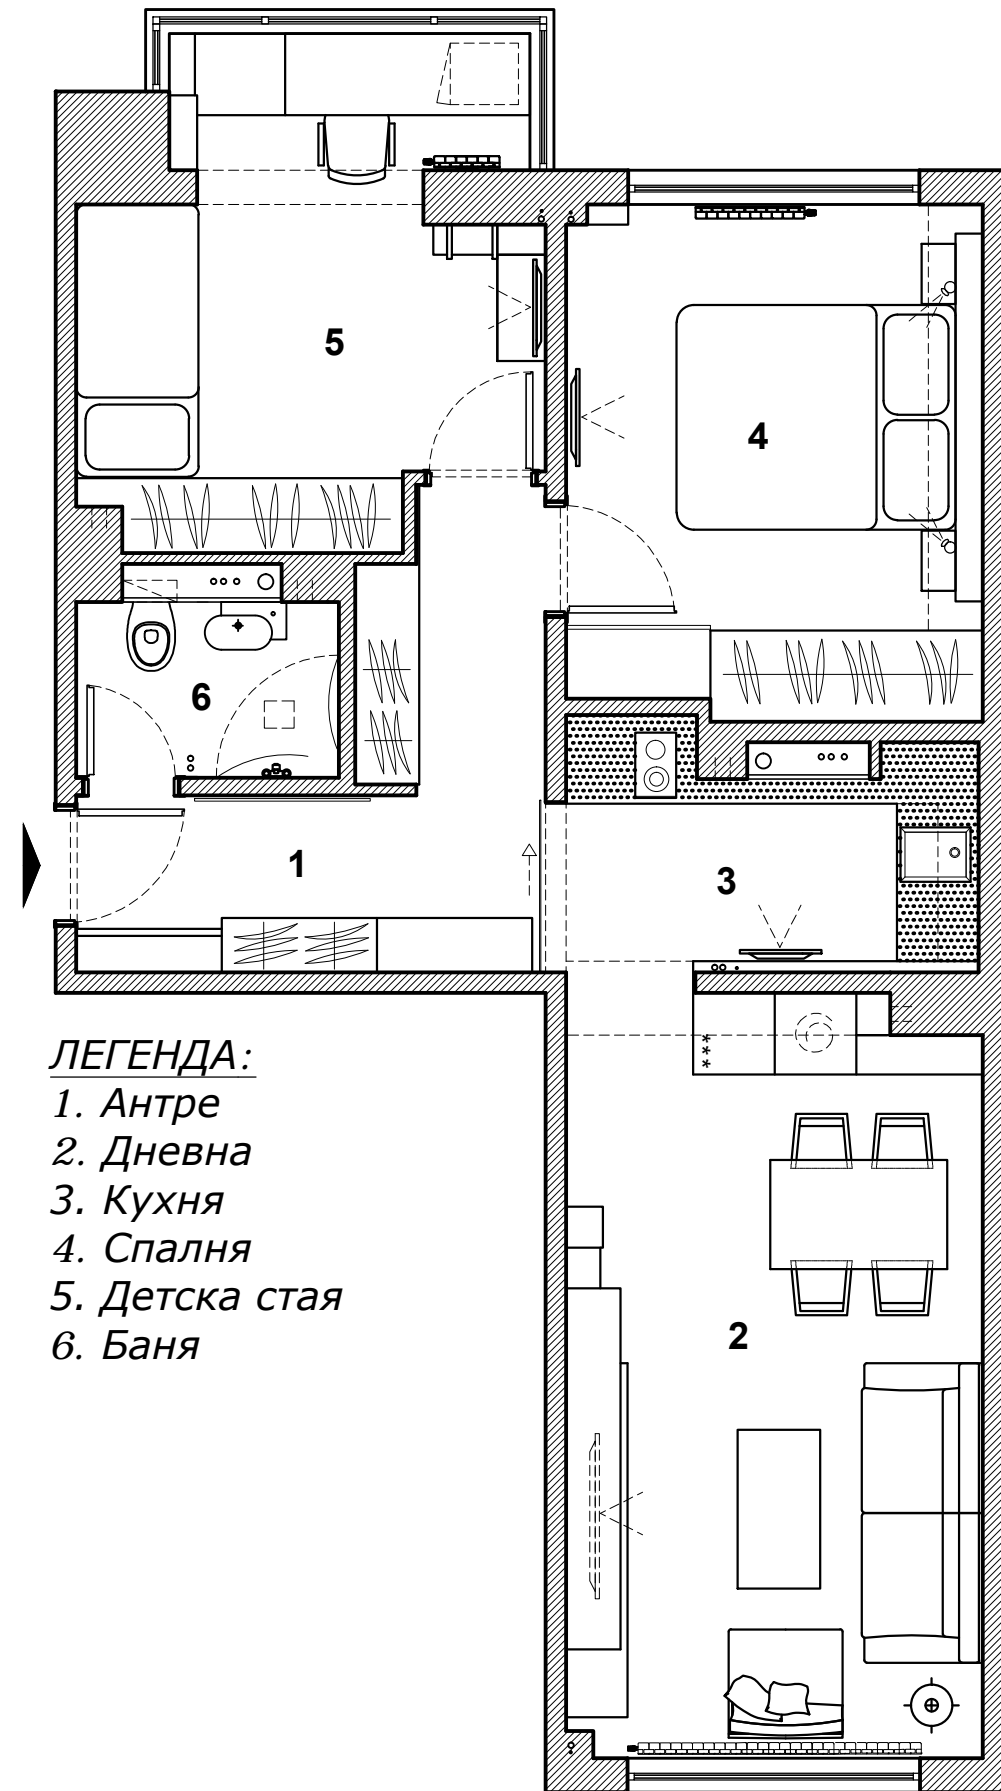 5
4
6
1
3
ЛЕГЕНДА:
1. Антре
2. Дневна
3. Кухня
4. Спалня
5. Детска стая
6. Баня
***
2